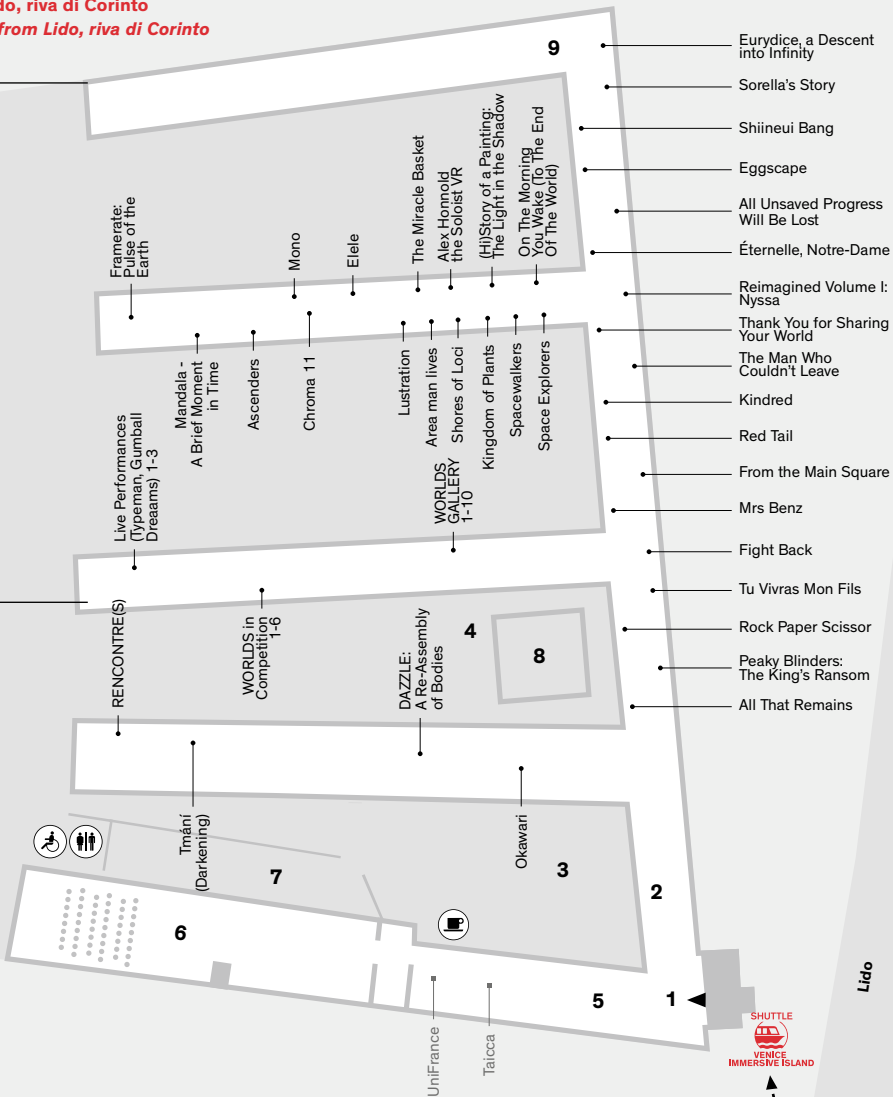 do, riva di Corinto
from Lido, riva di Corinto
9
Eurydice, a Descent
into Infinity
Sorella's Story
Shiineui Bang
Eggscape
All Unsaved Progress
Will Be Lost
Éternelle, Notre-Dame
Reimagined Volume I:
Nyssa
Thank You for Sharing
Your World
The Man Who
Couldn't Leave
Kindred
Red Tail
From the Main Square
Mrs Benz
Fight Back
Tu Vivras Mon Fils
Rock Paper Scissor
Peaky Blinders:
The King's Ransom
All That Remains
Framerate:
Pulse of the
Earth
Mono
Elele
The Miracle Basket
Alex Honnold
the Soloist VR
(Hi)Story of a Painting:
The Light in the Shadow
On The Morning
You Wake (To The End
Of The World)
Mandala -
A Brief Moment
in Time
Ascenders
Chroma 11
Lustration
Area man lives
Shores of Loci
Kingdom of Plants
Spacewalkers
Space Explorers
Live Performances
(Typeman, Gumball
Dreaams) 1-3
WORLDS
GALLERY
1-10
RENCONTRE(S)
WORLDS in
Competition
1-6
DAZZLE:
A Re-Assembly
of Bodies
4
8
Tmání
(Darkening)
Okawari
3
7
2
6
5
1
UniFrance
Taicca
Lido
SHUTTLE
VENICE
IMMERSIVE ISLAND